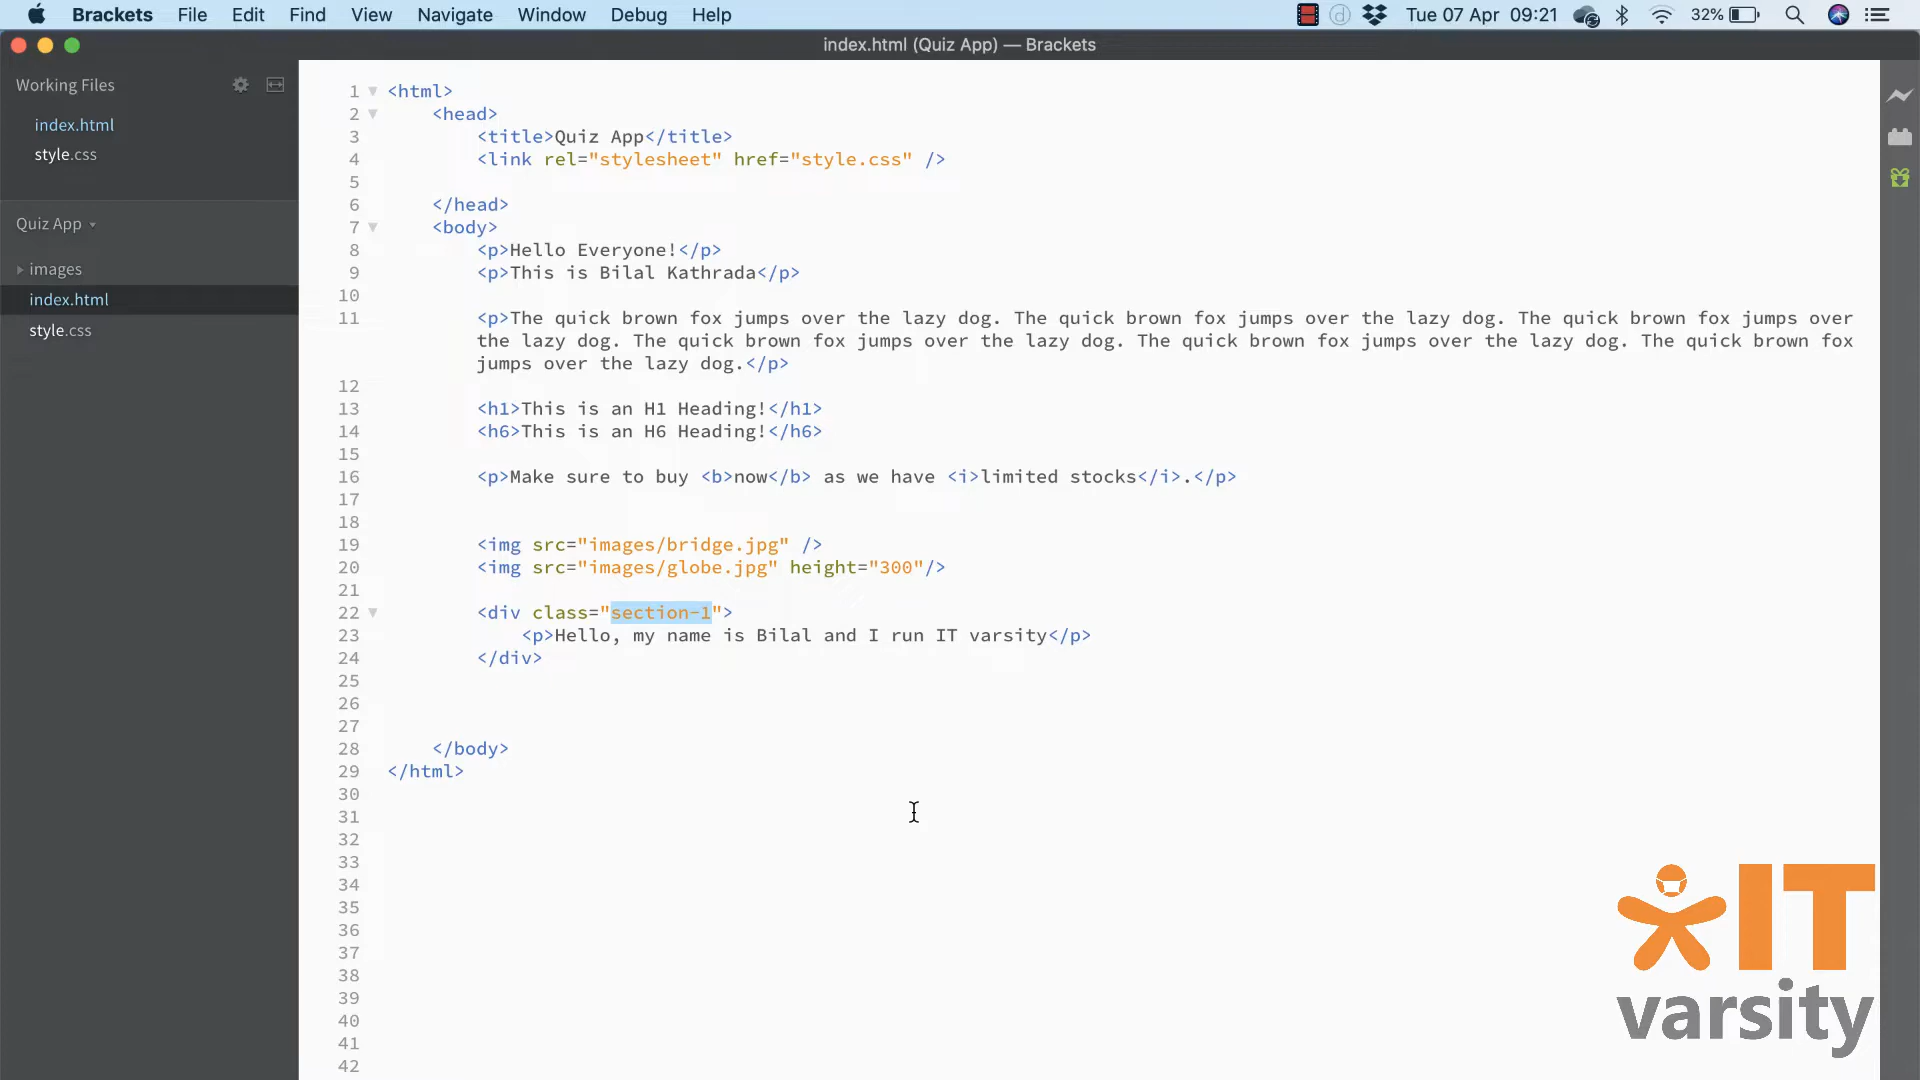 Brackets File Edit Find View Navigate Window Debug Help Tue 07 Apr 09:21 32%
index.html (Quiz App) — Brackets
Working Files
index.html
style.css
Quiz App
images
index.html
style.css
1 <html>
2 <head>
3 <title>Quiz App</title>
4 <link rel="stylesheet" href="style.css" />
5
6 </head>
7 <body>
8 <p>Hello Everyone!</p>
9 <p>This is Bilal Kathrada</p>
10
11 <p>The quick brown fox jumps over the lazy dog. The quick brown fox jumps over the lazy dog. The quick brown fox jumps over
the lazy dog. The quick brown fox jumps over the lazy dog. The quick brown fox jumps over the lazy dog. The quick brown fox
jumps over the lazy dog.</p>
12
13 <h1>This is an H1 Heading!</h1>
14 <h6>This is an H6 Heading!</h6>
15
16 <p>Make sure to buy <b>now</b> as we have <i>limited stocks</i>.</p>
17
18
19 <img src="images/bridge.jpg" />
20 <img src="images/globe.jpg" height="300"/>
21
22 <div class="section-1">
23 <p>Hello, my name is Bilal and I run IT varsity</p>
24 </div>
25
26
27
28 </body>
29 </html>
30
31
32
33
34
35
36
37
38
39
40
41
42
IT
varsity